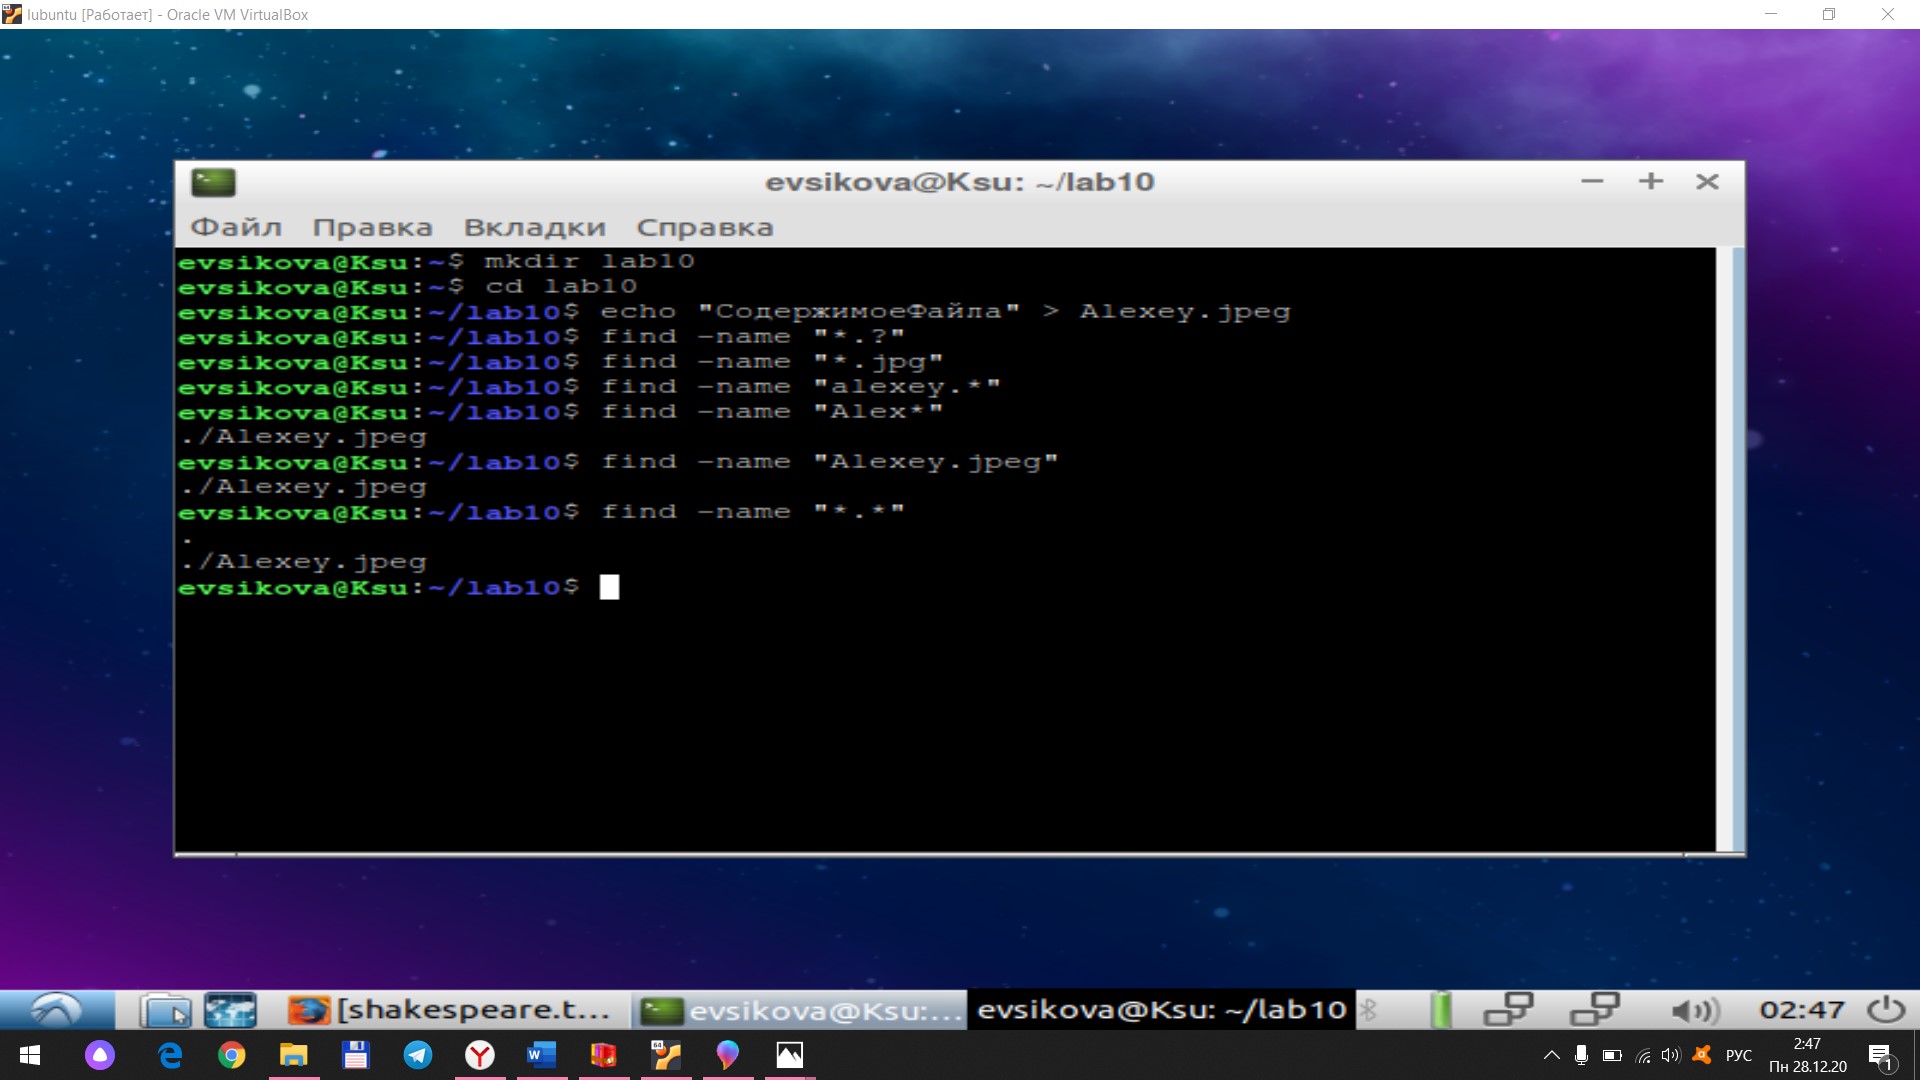 lubuntu [Работает] - Oracle VM VirtualBox
evsikova@Ksu: ~/lab10
Файл Правка Вкладки Справка
evsikova@Ksu:~$ mkdir lab10
evsikova@Ksu:~$ cd lab10
evsikova@Ksu:~/lab10$ echo "СодержимоеФайла" > Alexey.jpeg
evsikova@Ksu:~/lab10$ find -name "*.?"
evsikova@Ksu:~/lab10$ find -name "*.jpg"
evsikova@Ksu:~/lab10$ find -name "alexey.*"
evsikova@Ksu:~/lab10$ find -name "Alex*"
./Alexey.jpeg
evsikova@Ksu:~/lab10$ find -name "Alexey.jpeg"
./Alexey.jpeg
evsikova@Ksu:~/lab10$ find -name "*.*"
.
./Alexey.jpeg
evsikova@Ksu:~/lab10$
[shakespeare.t... evsikova@Ksu:... evsikova@Ksu: ~/lab10 02:47
64
РУС
2:47
Пн 28.12.20
1